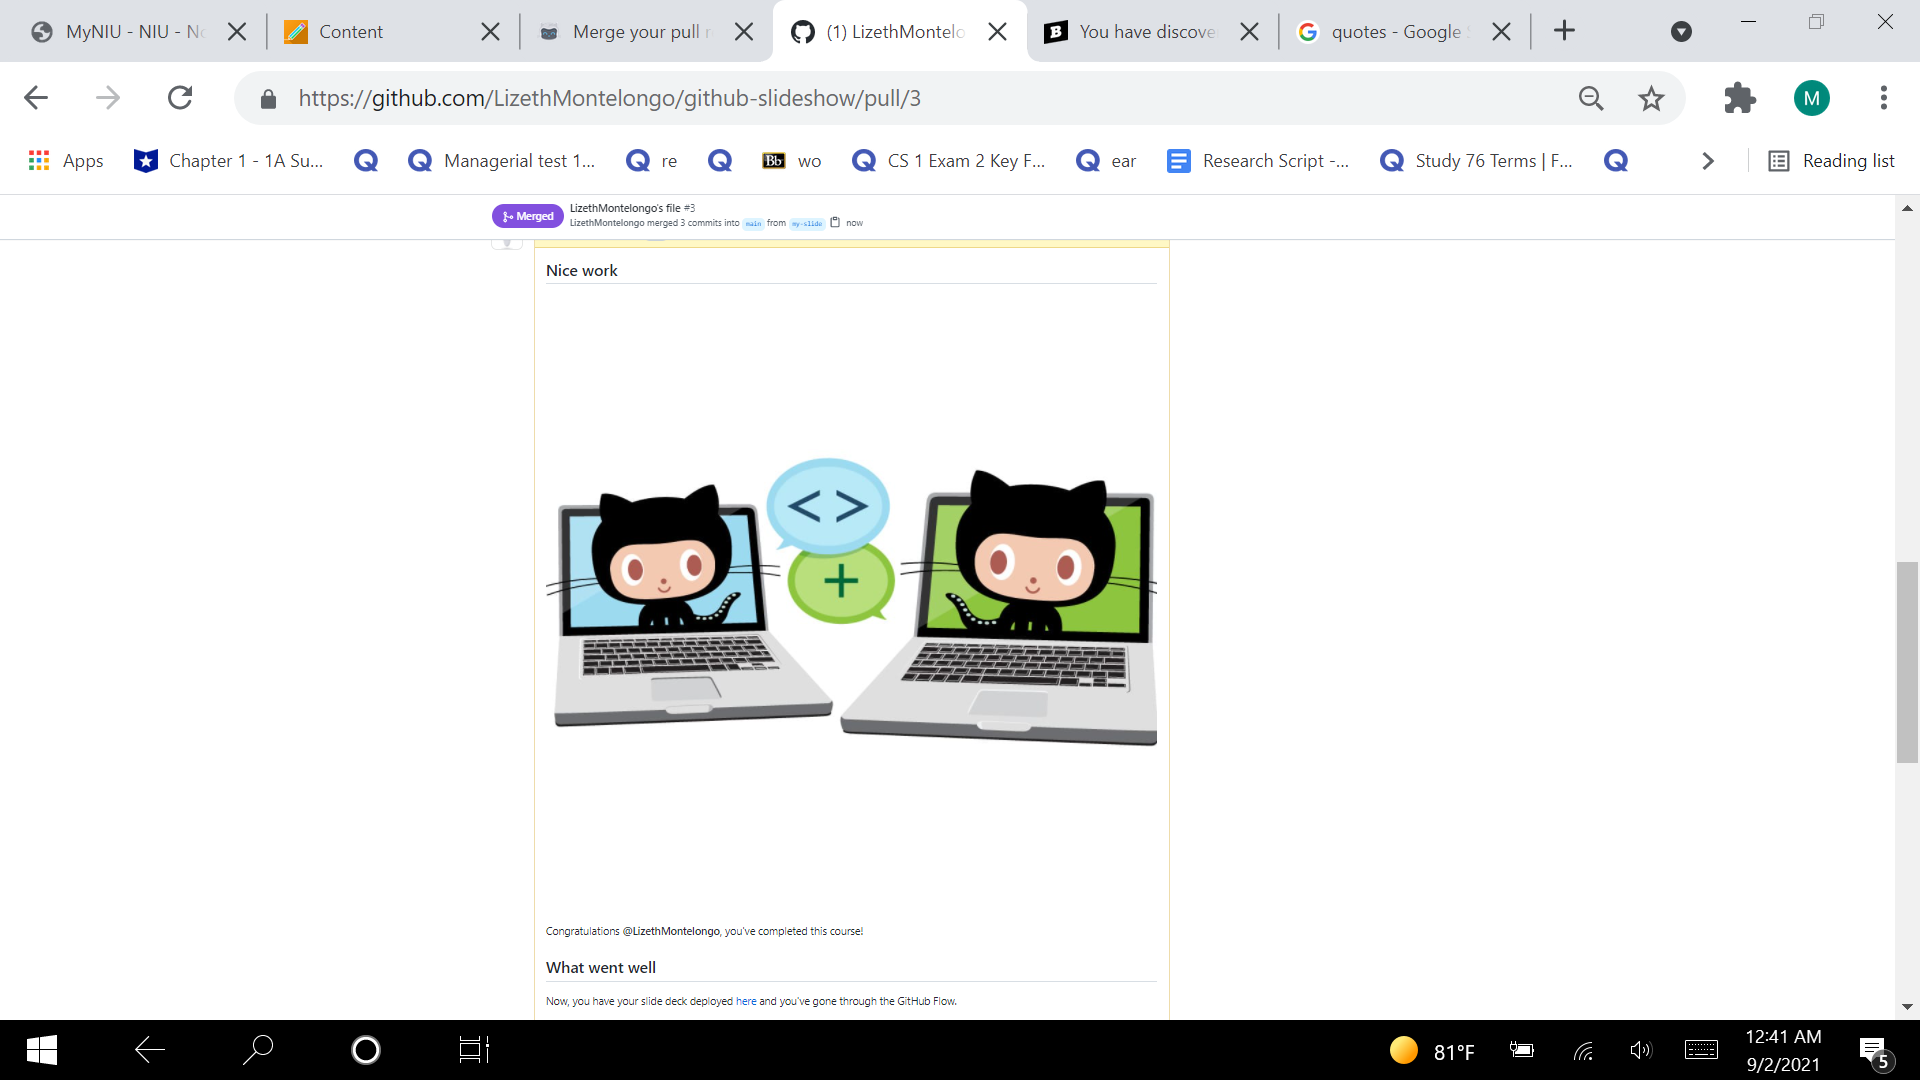 MyNIU - NIU - No
Content
Merge your pull r
(1) LizethMontelo
You have discove
quotes - Google S
https://github.com/LizethMontelongo/github-slideshow/pull/3
M
Apps
Chapter 1 - 1A Su...
Managerial test 1...
re
Bb wo
CS 1 Exam 2 Key F...
ear
Research Script -...
Study 76 Terms | F...
Reading list
Merged
LizethMontelongo's file #3
LizethMontelongo merged 3 commits into main from my-slide now
Nice work
< >
+
Congratulations @LizethMontelongo, you've completed this course!
What went well
Now, you have your slide deck deployed here and you've gone through the GitHub Flow.
81°F
12:41 AM
9/2/2021
5